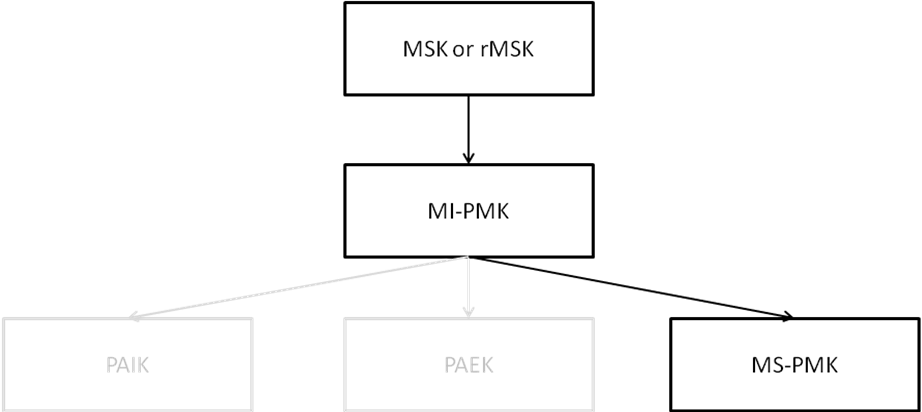 MSK or rMSK
MI-PMK
PAIK
PAEK
MS-PMK